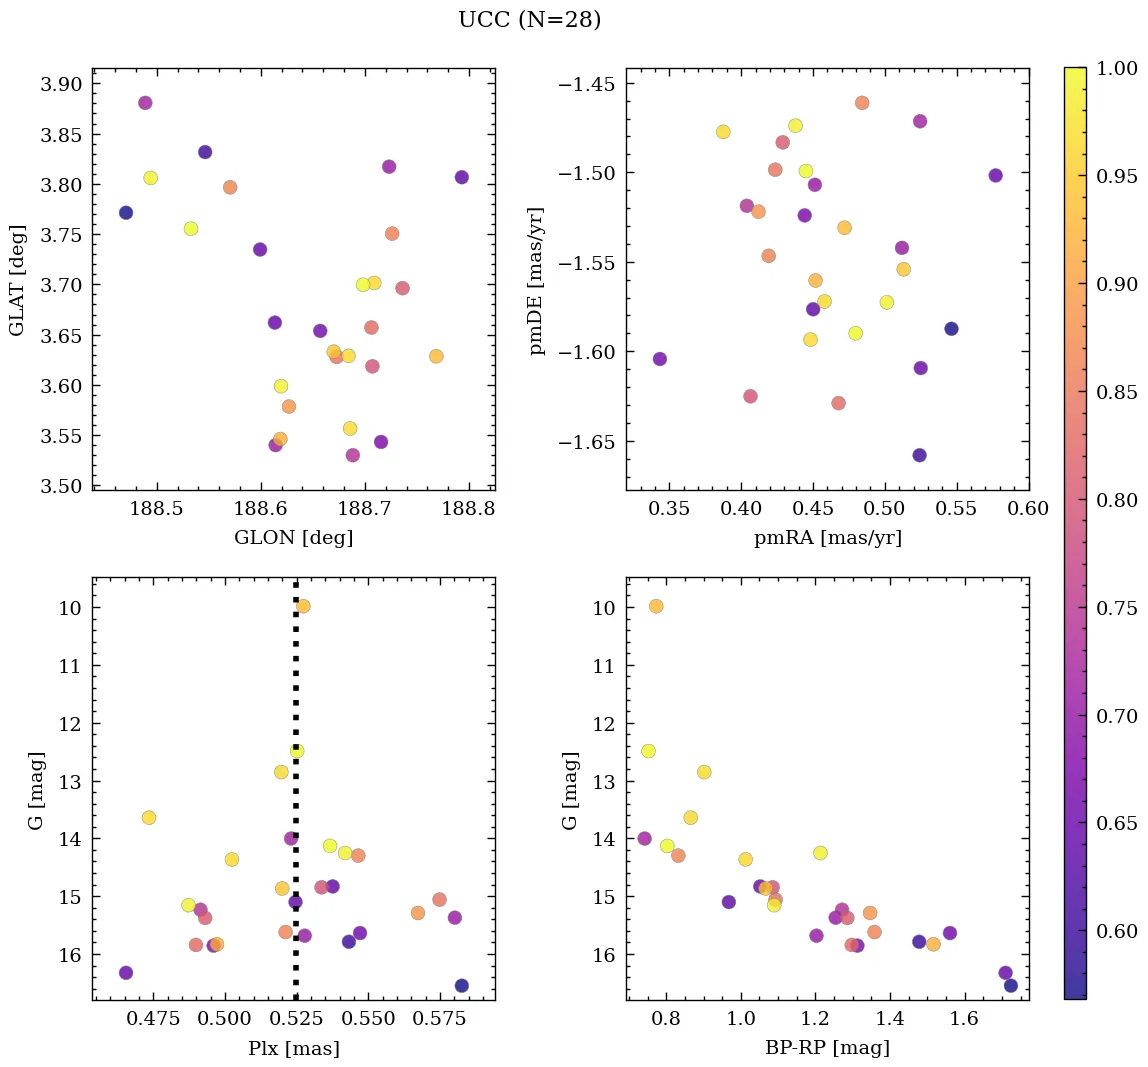 UCC (N=28)
3.90
3.85
3.80
3.75
3.70
3.65
3.60
3.55
3.50
GLAT [deg]
188.5 188.6 188.7 188.8
GLON [deg]
−1.45
−1.50
−1.55
−1.60
−1.65
pmDE [mas/yr]
0.35 0.40 0.45 0.50 0.55 0.60
pmRA [mas/yr]
10
11
12
13
14
15
16
G [mag]
0.475 0.500 0.525 0.550 0.575
Plx [mas]
10
11
12
13
14
15
16
G [mag]
0.8 1.0 1.2 1.4 1.6
BP-RP [mag]
1.00
0.95
0.90
0.85
0.80
0.75
0.70
0.65
0.60